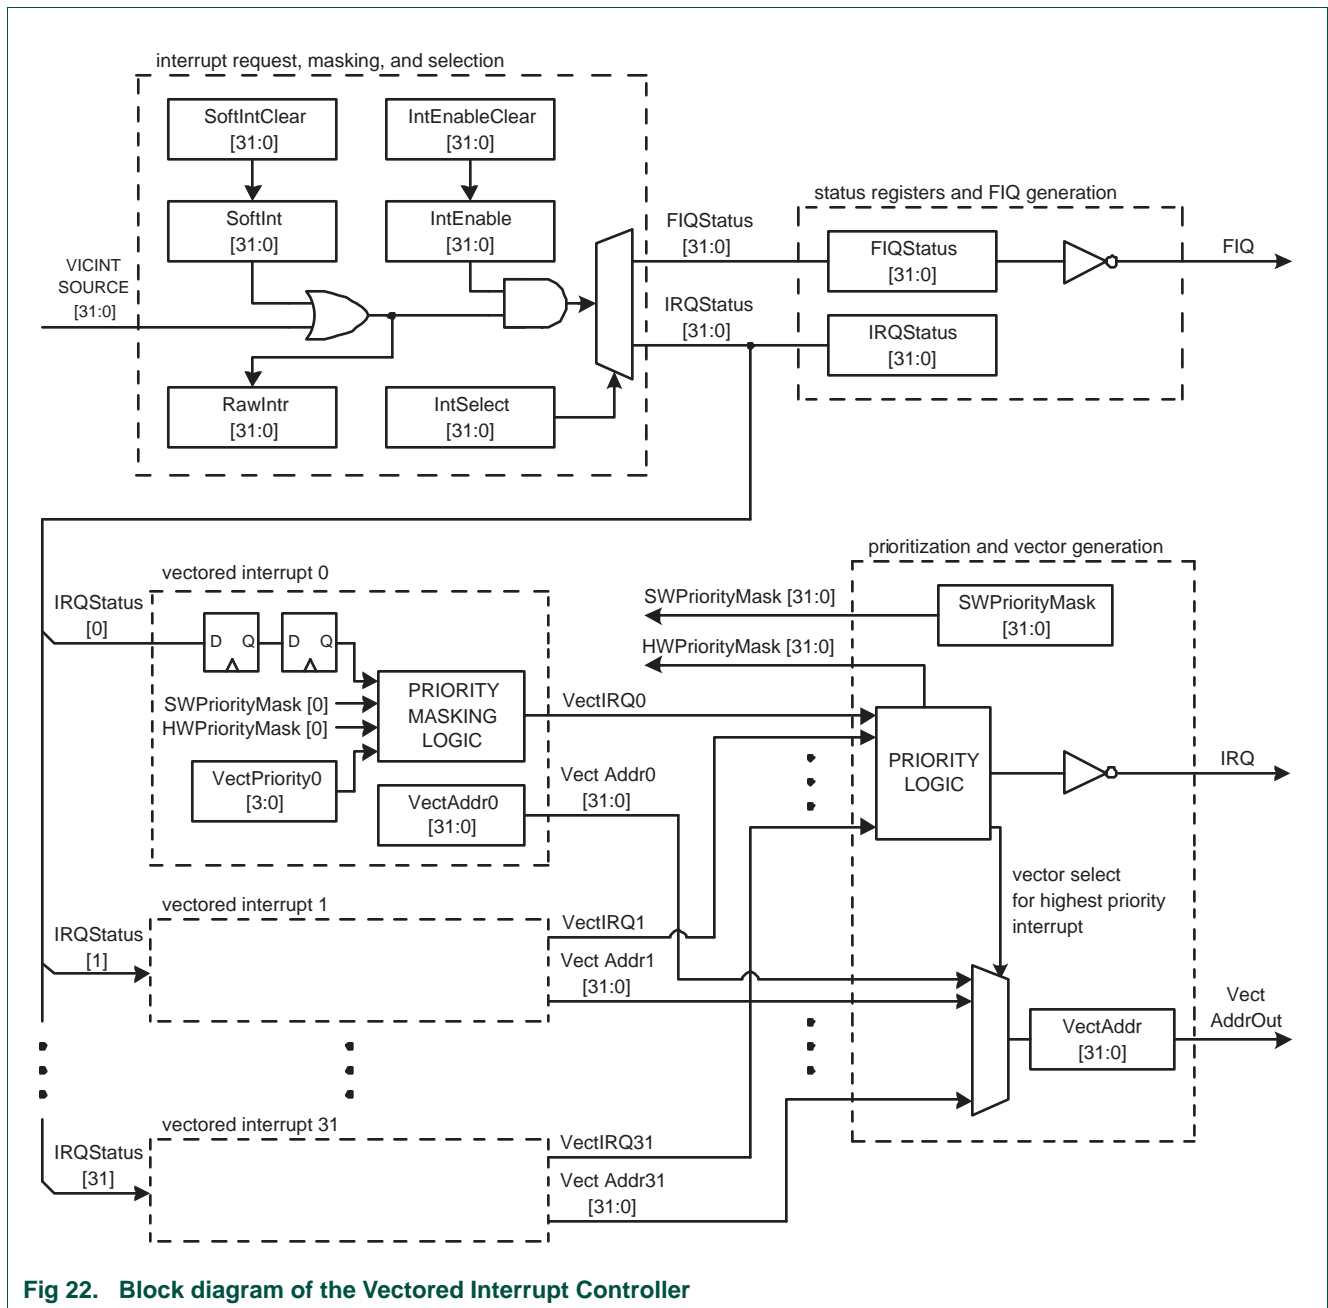 interrupt request, masking, and selection
SoftIntClear
[31:0]
IntEnableClear
[31:0]
SoftInt
[31:0]
IntEnable
[31:0]
VICINT
SOURCE
[31:0]
RawIntr
[31:0]
IntSelect
[31:0]
FIQStatus
[31:0]
IRQStatus
[31:0]
status registers and FIQ generation
FIQStatus
[31:0]
IRQStatus
[31:0]
FIQ
vectored interrupt 0
IRQStatus
[0]
D Q
D Q
SWPriorityMask [0]
HWPriorityMask [0]
PRIORITY
MASKING
LOGIC
VectPriority0
[3:0]
VectAddr0
[31:0]
VectIRQ0
Vect Addr0
[31:0]
prioritization and vector generation
SWPriorityMask [31:0]
SWPriorityMask
[31:0]
HWPriorityMask [31:0]
PRIORITY
LOGIC
IRQ
vector select
for highest priority
interrupt
vectored interrupt 1
IRQStatus
[1]
VectIRQ1
Vect Addr1
[31:0]
VectAddr
[31:0]
Vect
AddrOut
vectored interrupt 31
IRQStatus
[31]
VectIRQ31
Vect Addr31
[31:0]
Fig 22. Block diagram of the Vectored Interrupt Controller